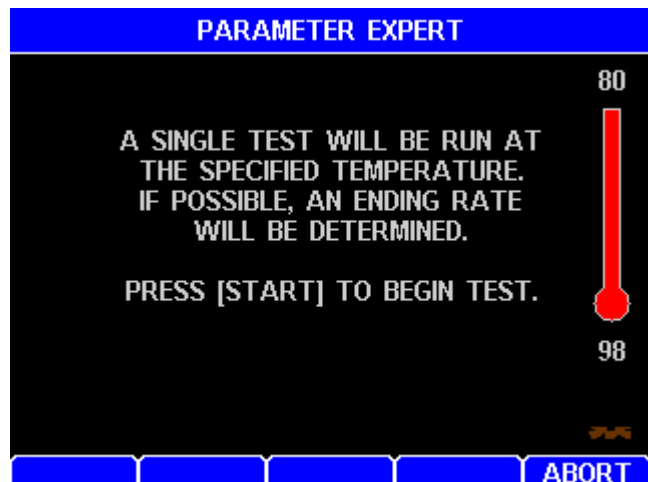 PARAMETER EXPERT
80
A SINGLE TEST WILL BE RUN AT
THE SPECIFIED TEMPERATURE.
IF POSSIBLE, AN ENDING RATE
WILL BE DETERMINED.
PRESS [START] TO BEGIN TEST.
98
ABORT